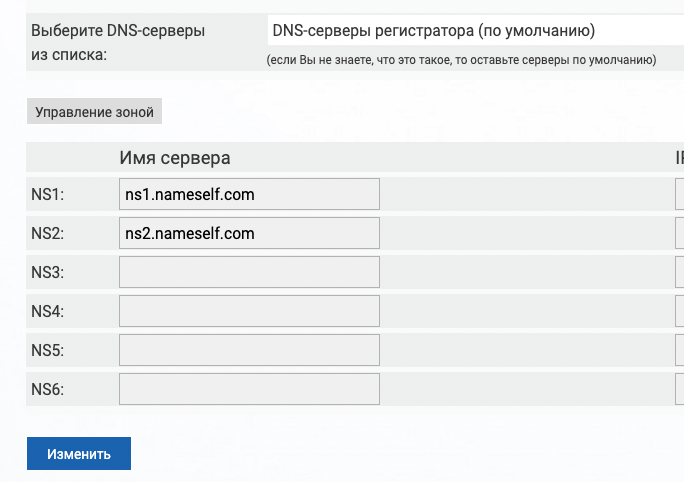 Выберите DNS-серверы
из списка:
DNS-серверы регистратора (по умолчанию)
(если Вы не знаете, что это такое, то оставьте серверы по умолчанию)
Управление зоной
Имя сервера
NS1:
ns1.nameself.com
NS2:
ns2.nameself.com
NS3:
NS4:
NS5:
NS6:
Изменить